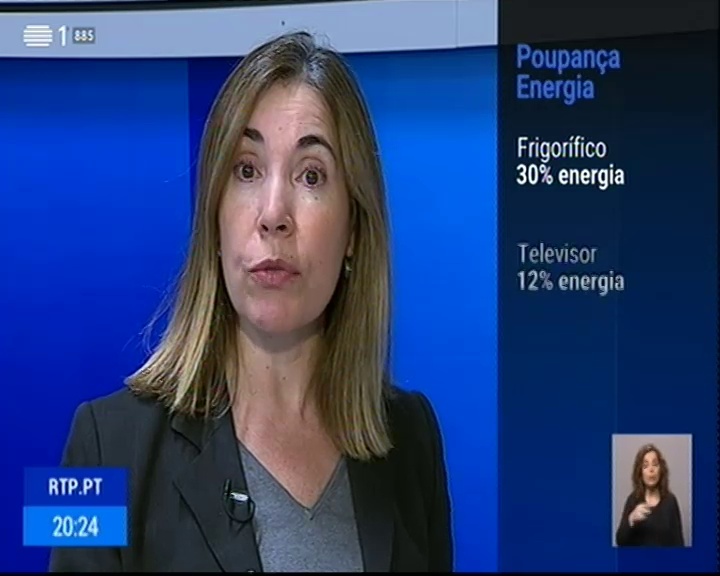 1 885
Poupança
Energia
Frigorífico
30% energia
Televisor
12% energia
RTP.PT
20:24